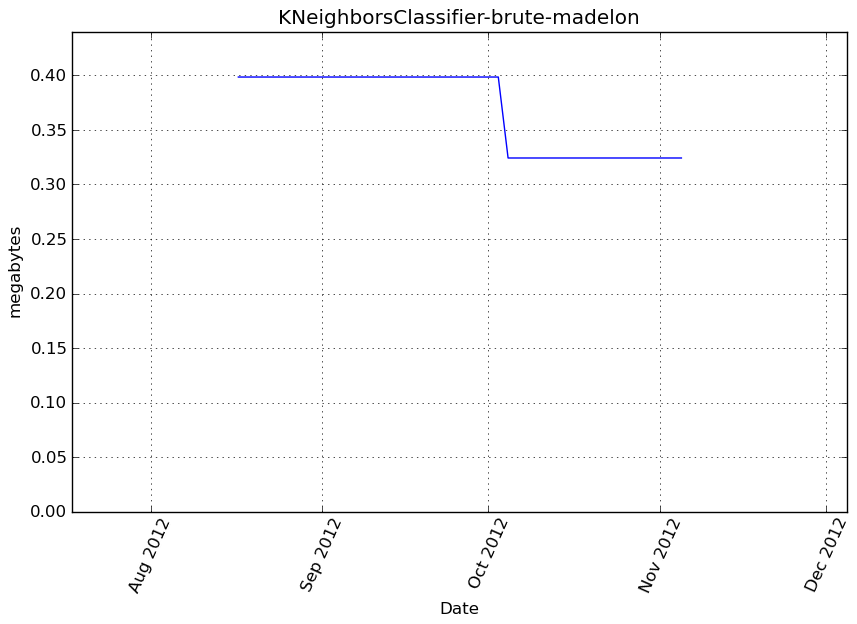 KNeighborsClassifier-brute-madelon
0.40
0.35
0.30
0.25
0.20
0.15
0.10
0.05
0.00
megabytes
Aug 2012
Sep 2012
Oct 2012
Nov 2012
Dec 2012
Date